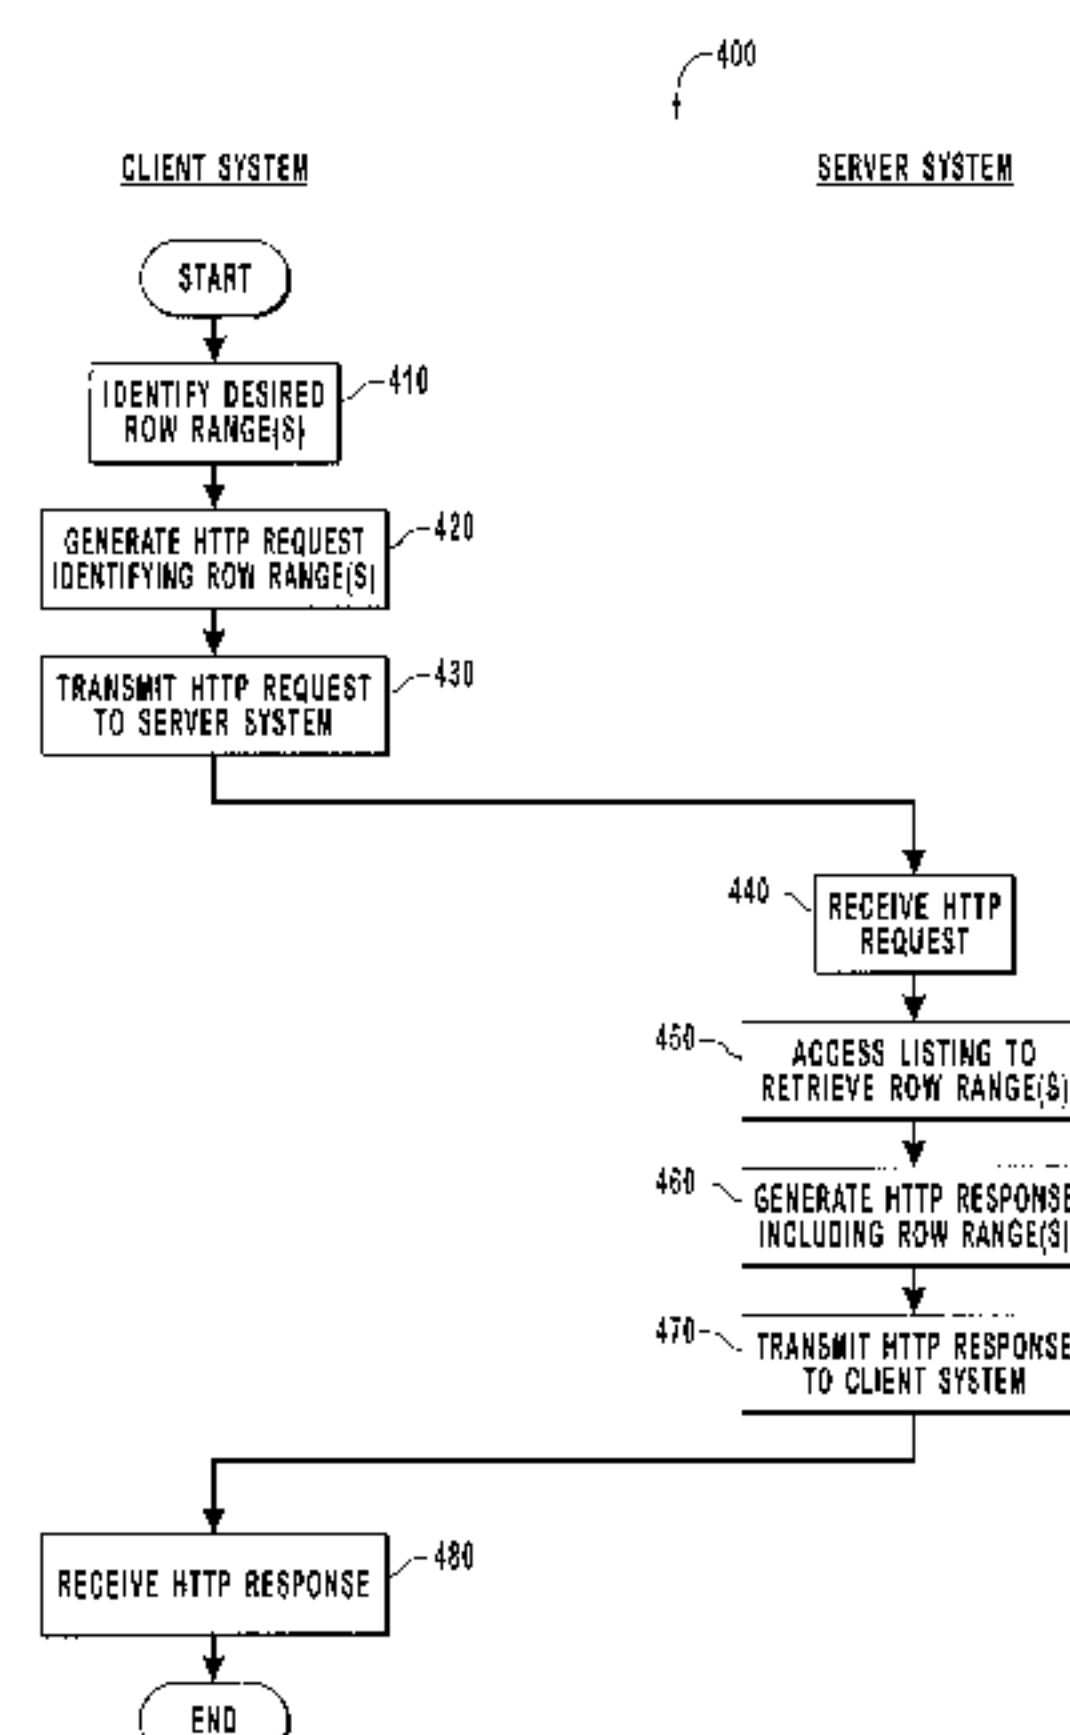 400
CLIENT SYSTEM
SERVER SYSTEM
START
IDENTIFY DESIRED
ROW RANGE(S)
410
GENERATE HTTP REQUEST
IDENTIFYING ROW RANGE(S)
420
TRANSMIT HTTP REQUEST
TO SERVER SYSTEM
430
440
RECEIVE HTTP
REQUEST
450
ACCESS LISTING TO
RETRIEVE ROW RANGE(S)
460
GENERATE HTTP RESPONSE
INCLUDING ROW RANGE(S)
470
TRANSMIT HTTP RESPONSE
TO CLIENT SYSTEM
RECEIVE HTTP RESPONSE
480
END